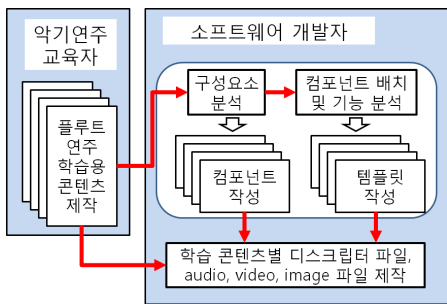 악기연주
교육자
플루트
연주
학습용
콘텐츠
제작
소프트웨어 개발자
구성요소
분석
컴포넌트 배치
및 기능 분석
컴포넌트
작성
템플릿
작성
학습 콘텐츠별 디스크립터 파일,
audio, video, image 파일 제작